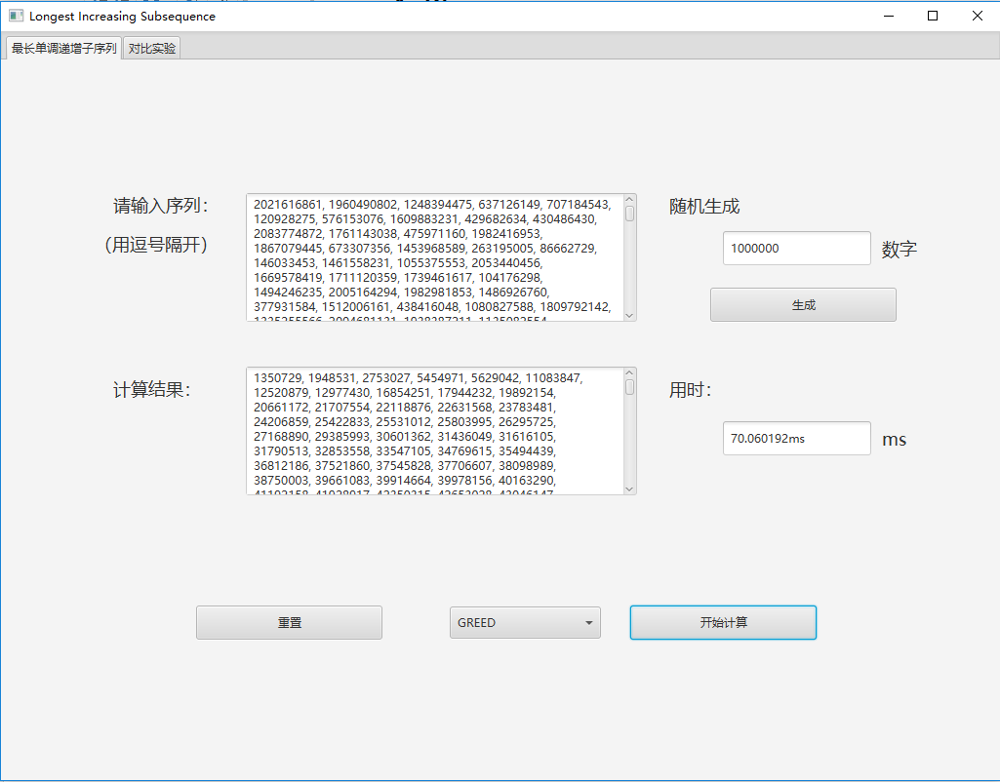 Longest Increasing Subsequence
最长单调递增子序列 对比实验
请输入序列:
(用逗号隔开)
2021616861, 1960490802, 1248394475, 637126149, 707184543,
120928275, 576153076, 1609883231, 429682634, 430486430,
2083774872, 1761143038, 475971160, 1982416953,
1867079445, 673307356, 1453968589, 263195005, 86662729,
146033453, 1461558231, 1055375553, 2053440456,
1669578419, 1711120359, 1739461617, 104176298,
1494246235, 2005164294, 1982981853, 1486926760,
377931584, 1512006161, 438416048, 1080827588, 1809792142,
随机生成
1000000 数字
生成
计算结果:
1350729, 1948531, 2753027, 5454971, 5629042, 11083847,
12520879, 12977430, 16854251, 17944232, 19892154,
20661172, 21707554, 22118876, 22631568, 23783481,
24206859, 25422833, 25531012, 25803995, 26295725,
27168890, 29385993, 30601362, 31436049, 31616105,
31790513, 32853558, 33547105, 34769615, 35494439,
36812186, 37521860, 37545828, 37706607, 38098989,
38750003, 39661083, 39914664, 39978156, 40163290,
用时:
70.060192ms ms
重置 GREED 开始计算